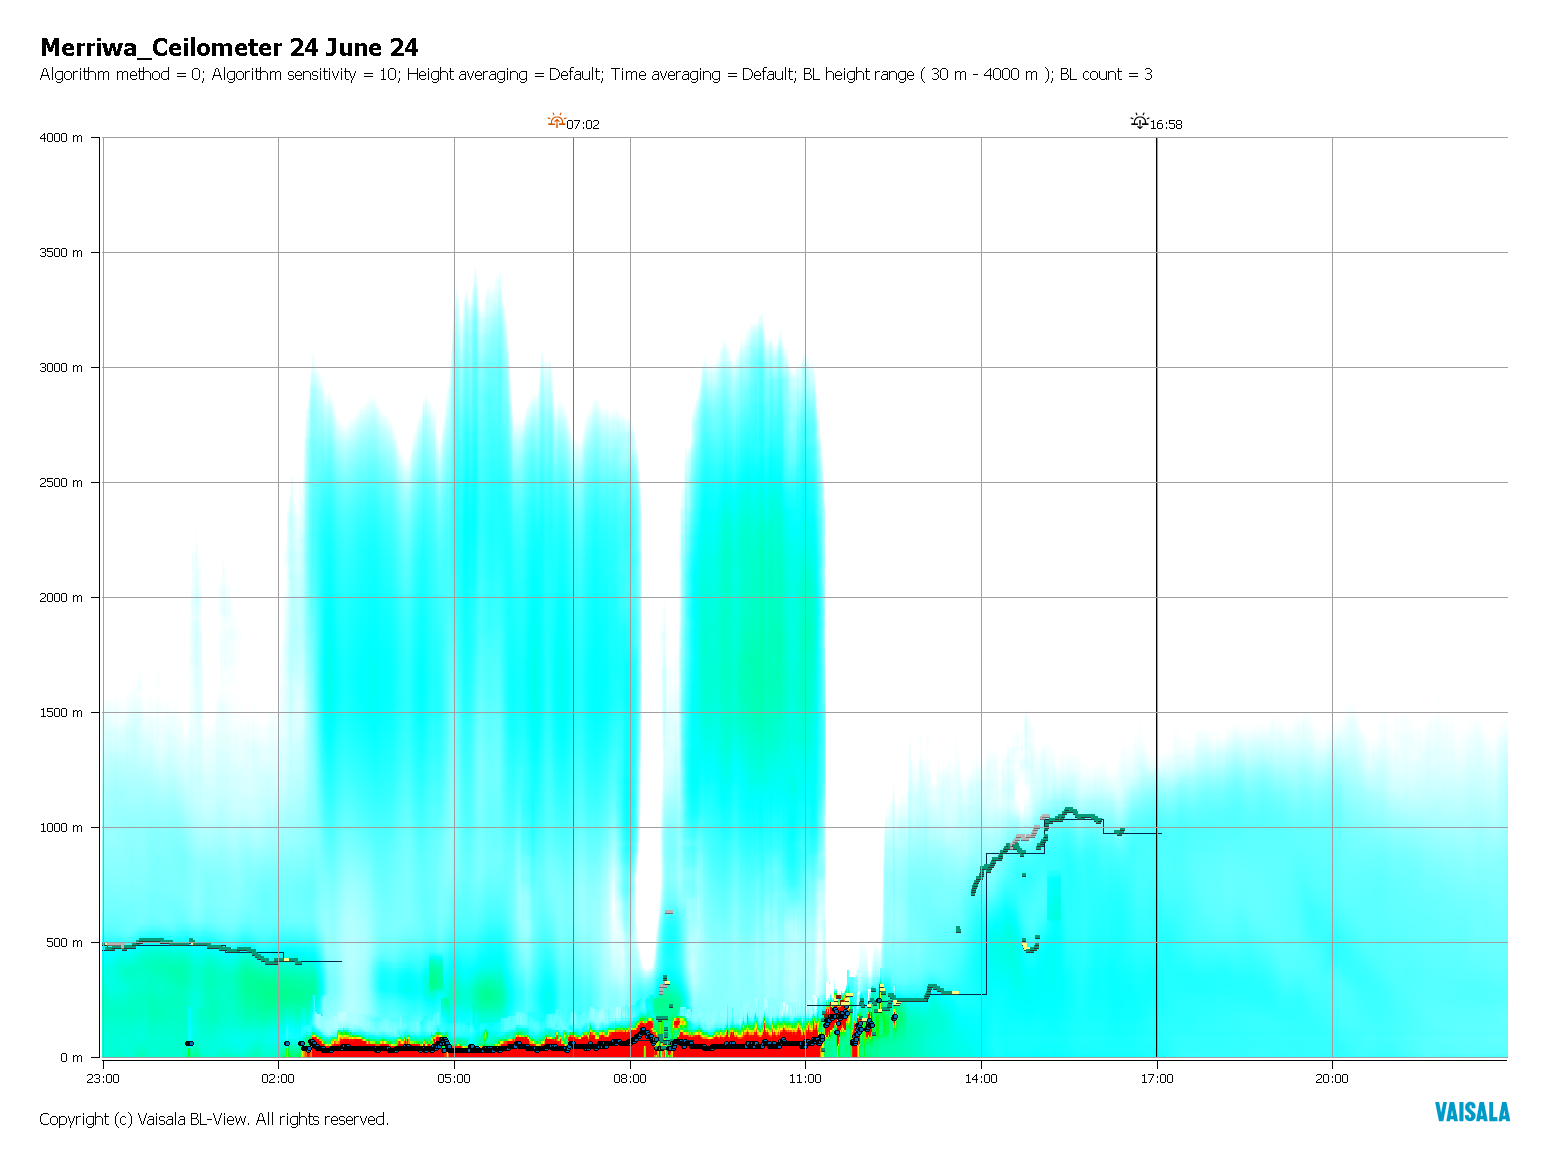 Merriwa_Ceilometer 24 June 24
Algorithm method = 0; Algorithm sensitivity = 10; Height averaging = Default; Time averaging = Default; BL height range ( 30 m - 4000 m ); BL count = 3
07:02
16:58
4000 m
3500 m
3000 m
2500 m
2000 m
1500 m
1000 m
500 m
0 m
23:00 02:00 05:00 08:00 11:00 14:00 17:00 20:00
Copyright (c) Vaisala BL-View. All rights reserved.
VAISALA